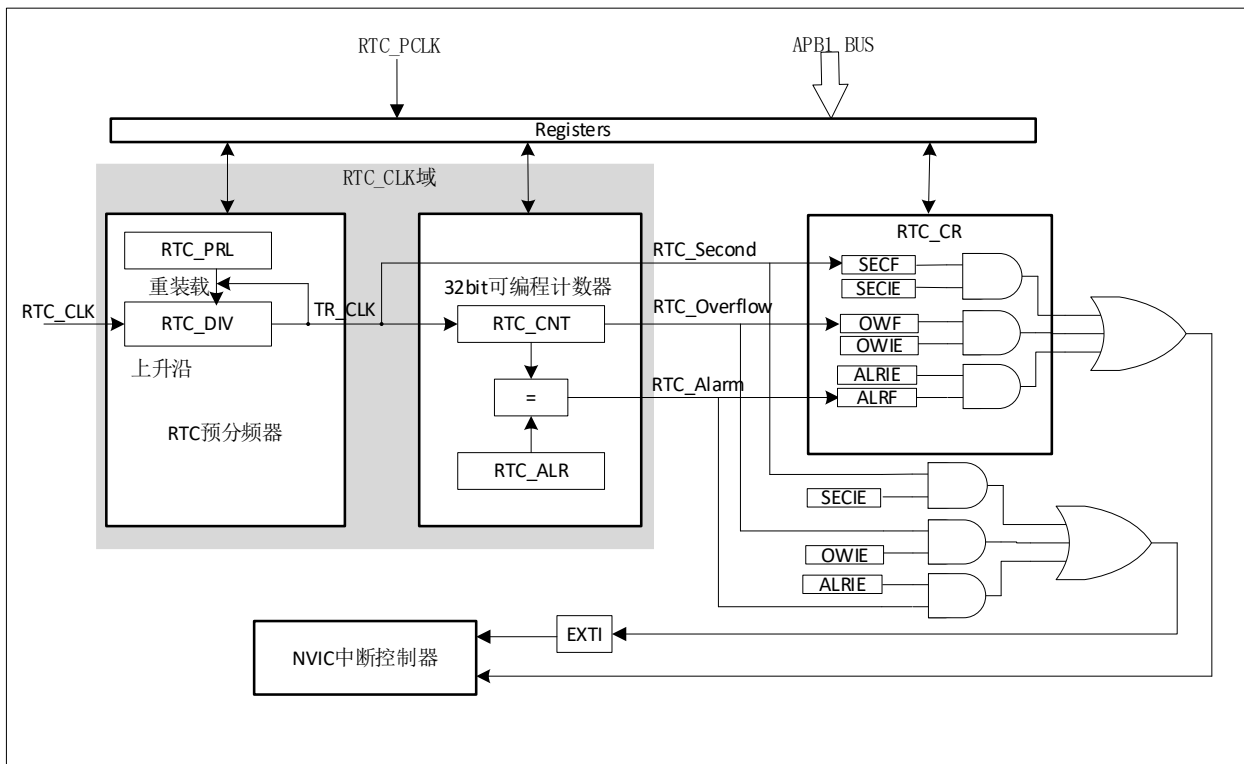 RTC_PCLK
APB1_BUS
Registers
RTC_CLK域
RTC_PRL
重装载
RTC_CLK
RTC_DIV
TR_CLK
上升沿
RTC预分频器
32bit可编程计数器
RTC_CNT
=
RTC_ALR
RTC_Second
RTC_Overflow
RTC_Alarm
RTC_CR
SECF
SECIE
OWF
OWIE
ALRIE
ALRF
SECIE
OWIE
ALRIE
EXTI
NVIC中断控制器